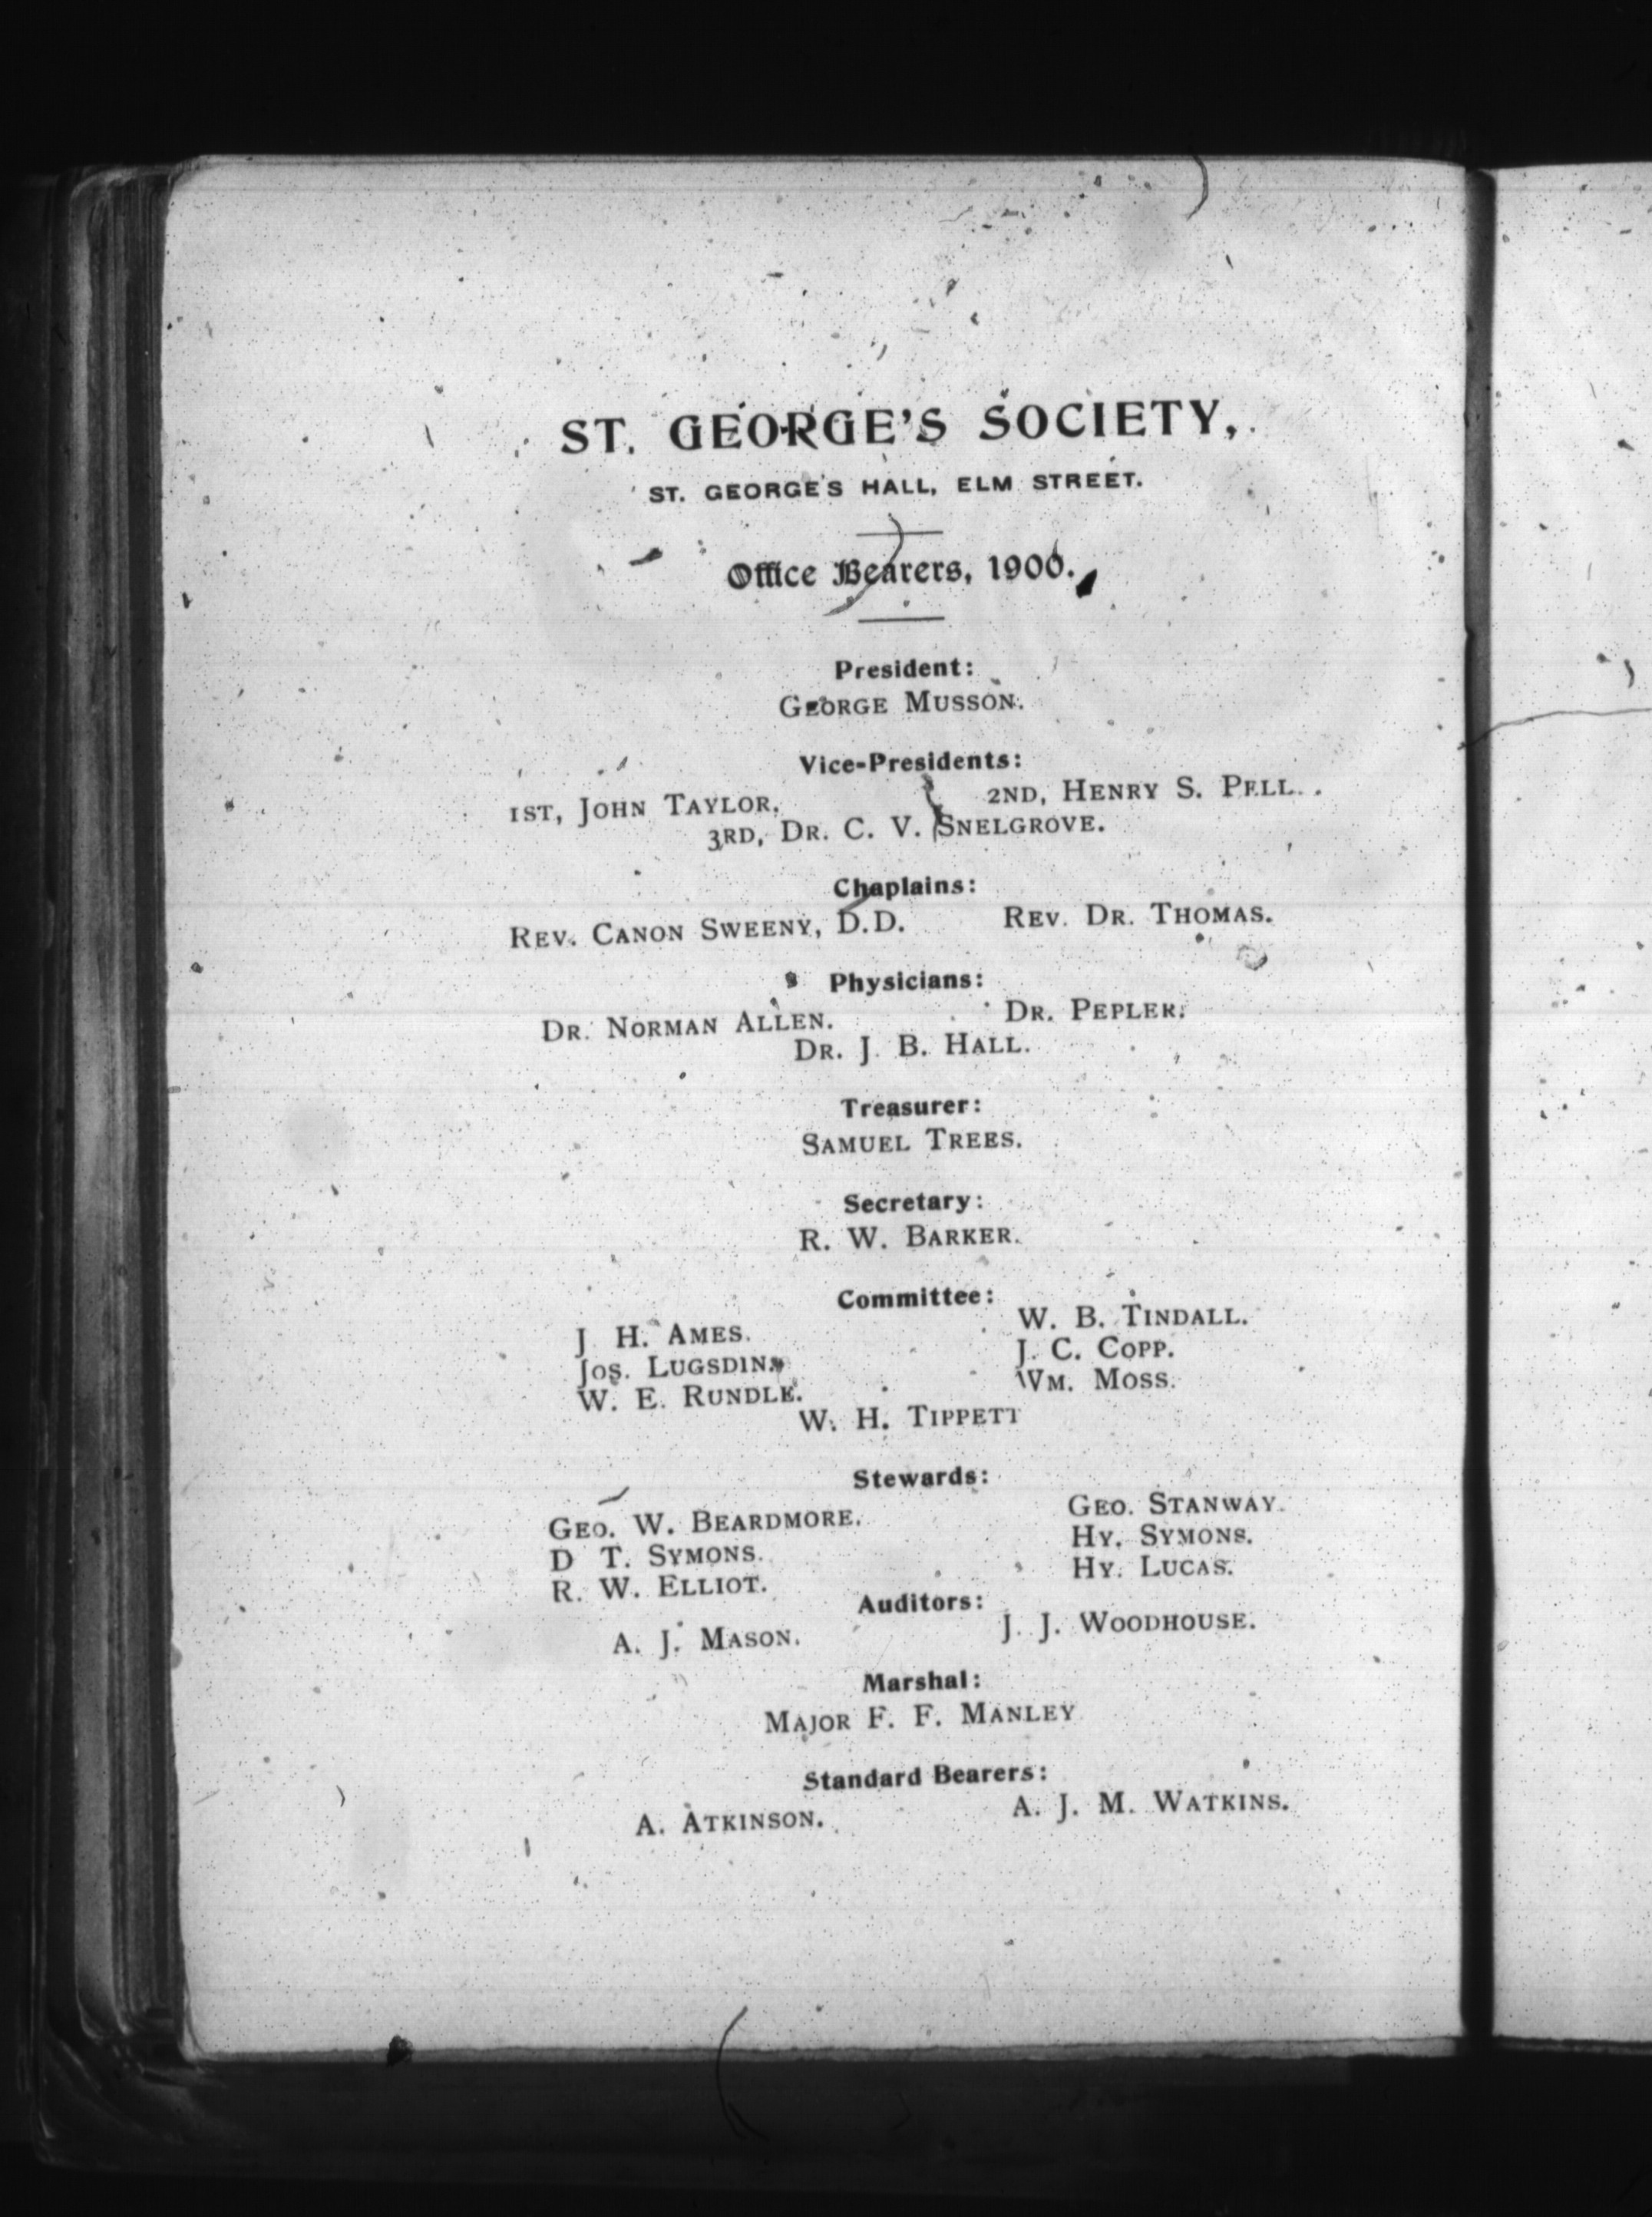 ST. GEORGE'S SOCIETY,
ST. GEORGE'S HALL, ELM STREET.
Office Bearers, 1900.
President:
GEORGE MUSSON.
Vice-Presidents:
1ST, JOHN TAYLOR. 2ND, HENRY S. PELL.
3RD, DR. C. V. SNELGROVE.
Chaplains:
REV. CANON SWEENY, D.D. REV. DR. THOMAS.
Physicians:
DR. NORMAN ALLEN. DR. PEPLER.
DR. J. B. HALL.
Treasurer:
SAMUEL TREES.
Secretary:
R. W. BARKER.
Committee:
J H. AMES. W. B. TINDALL.
JOS. LUGSDIN. J. C. COPP.
W. E. RUNDLE. WM. MOSS.
W. H. TIPPETT
Stewards:
GEO. W. BEARDMORE. GEO. STANWAY.
D T. SYMONS. HY. SYMONS.
R. W. ELLIOT. HY. LUCAS.
Auditors:
A. J. MASON. J. J. WOODHOUSE.
Marshal:
MAJOR F. F. MANLEY
Standard Bearers:
A. ATKINSON. A. J. M. WATKINS.